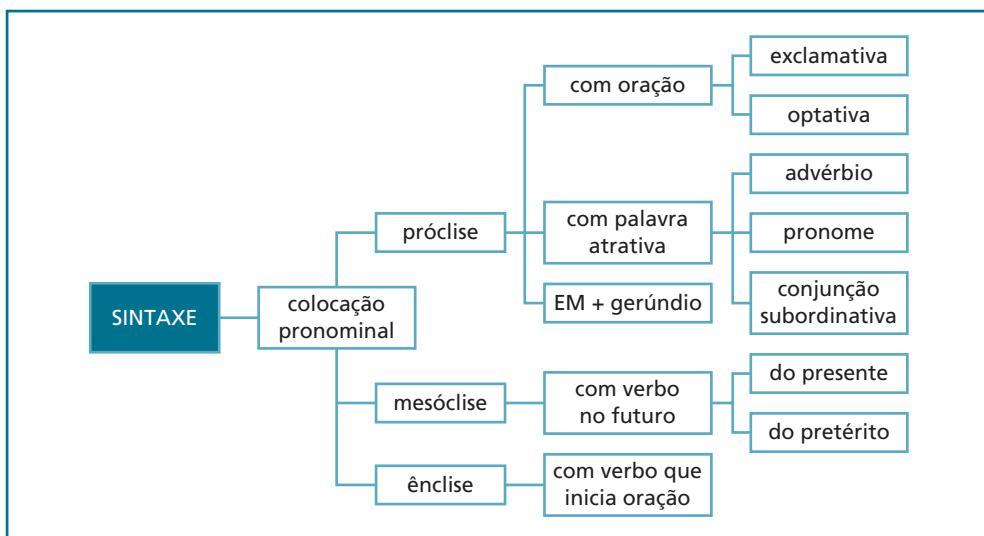 SINTAXE
colocação
pronominal
próclise
com oração
exclamativa
optativa
com palavra
atrativa
advérbio
pronome
conjunção
subordinativa
EM + gerúndio
mesóclise
com verbo
no futuro
do presente
do pretérito
ênclise
com verbo que
inicia oração